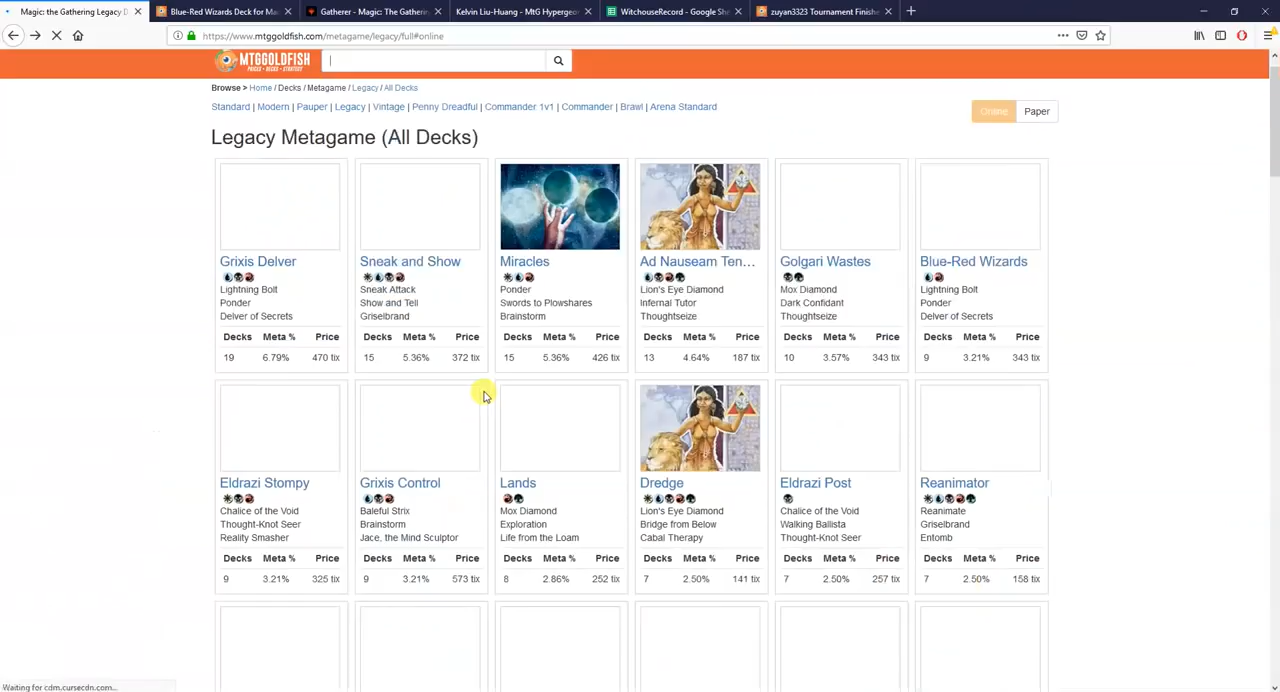 Magic: the Gathering Legacy D
Blue-Red Wizards Deck for Ma
Gatherer - Magic: The Gatherin
Kelvin Liu-Huang - MtG Hypergeo
WitchouseRecord - Google She
zuyan3323 Tournament Finishe
https://www.mtggoldfish.com/metagame/legacy/full#online
MTGGOLDFISH
PRICES • DECKS • STRATEGY
Browse > Home / Decks / Metagame / Legacy / All Decks
Standard | Modern | Pauper | Legacy | Vintage | Penny Dreadful | Commander 1v1 | Commander | Brawl | Arena Standard
Online Paper
Legacy Metagame (All Decks)
Grixis Delver
Lightning Bolt
Ponder
Delver of Secrets
Decks Meta % Price
19 6.79% 470 tix
Sneak and Show
Sneak Attack
Show and Tell
Griselbrand
Decks Meta % Price
15 5.36% 372 tix
Miracles
Ponder
Swords to Plowshares
Brainstorm
Decks Meta % Price
15 5.36% 426 tix
Ad Nauseam Ten...
Lion's Eye Diamond
Infernal Tutor
Thoughtseize
Decks Meta % Price
13 4.64% 187 tix
Golgari Wastes
Mox Diamond
Dark Confidant
Thoughtseize
Decks Meta % Price
10 3.57% 343 tix
Blue-Red Wizards
Lightning Bolt
Ponder
Delver of Secrets
Decks Meta % Price
9 3.21% 343 tix
Eldrazi Stompy
Chalice of the Void
Thought-Knot Seer
Reality Smasher
Decks Meta % Price
9 3.21% 325 tix
Grixis Control
Baleful Strix
Brainstorm
Jace, the Mind Sculptor
Decks Meta % Price
9 3.21% 573 tix
Lands
Mox Diamond
Exploration
Life from the Loam
Decks Meta % Price
8 2.86% 252 tix
Dredge
Lion's Eye Diamond
Bridge from Below
Cabal Therapy
Decks Meta % Price
7 2.50% 141 tix
Eldrazi Post
Chalice of the Void
Walking Ballista
Thought-Knot Seer
Decks Meta % Price
7 2.50% 257 tix
Reanimator
Reanimate
Griselbrand
Entomb
Decks Meta % Price
7 2.50% 158 tix
Waiting for cdm.cursecdn.com...